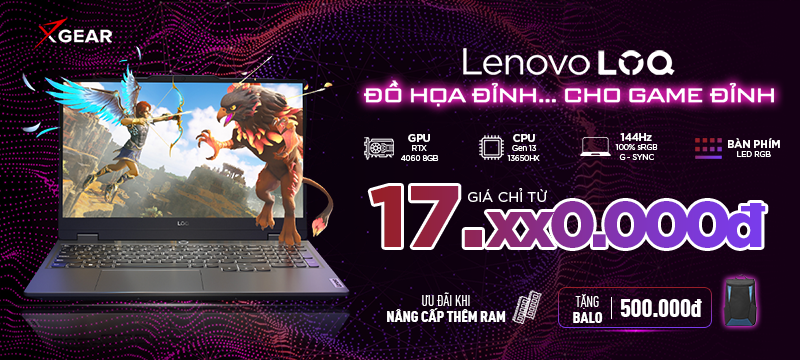 XGEAR
Lenovo LOQ
ĐỒ HỌA ĐỈNH... CHO GAME ĐỈNH
GPU
RTX
4060 8GB
CPU
Gen 13
13650HX
144Hz
100% sRGB
G - SYNC
BÀN PHÍM
LED RGB
GIÁ CHỈ TỪ
17.xx0.000đ
LOQ
ƯU ĐÃI KHI
NÂNG CẤP THÊM RAM
TẶNG
BALO
500.000đ